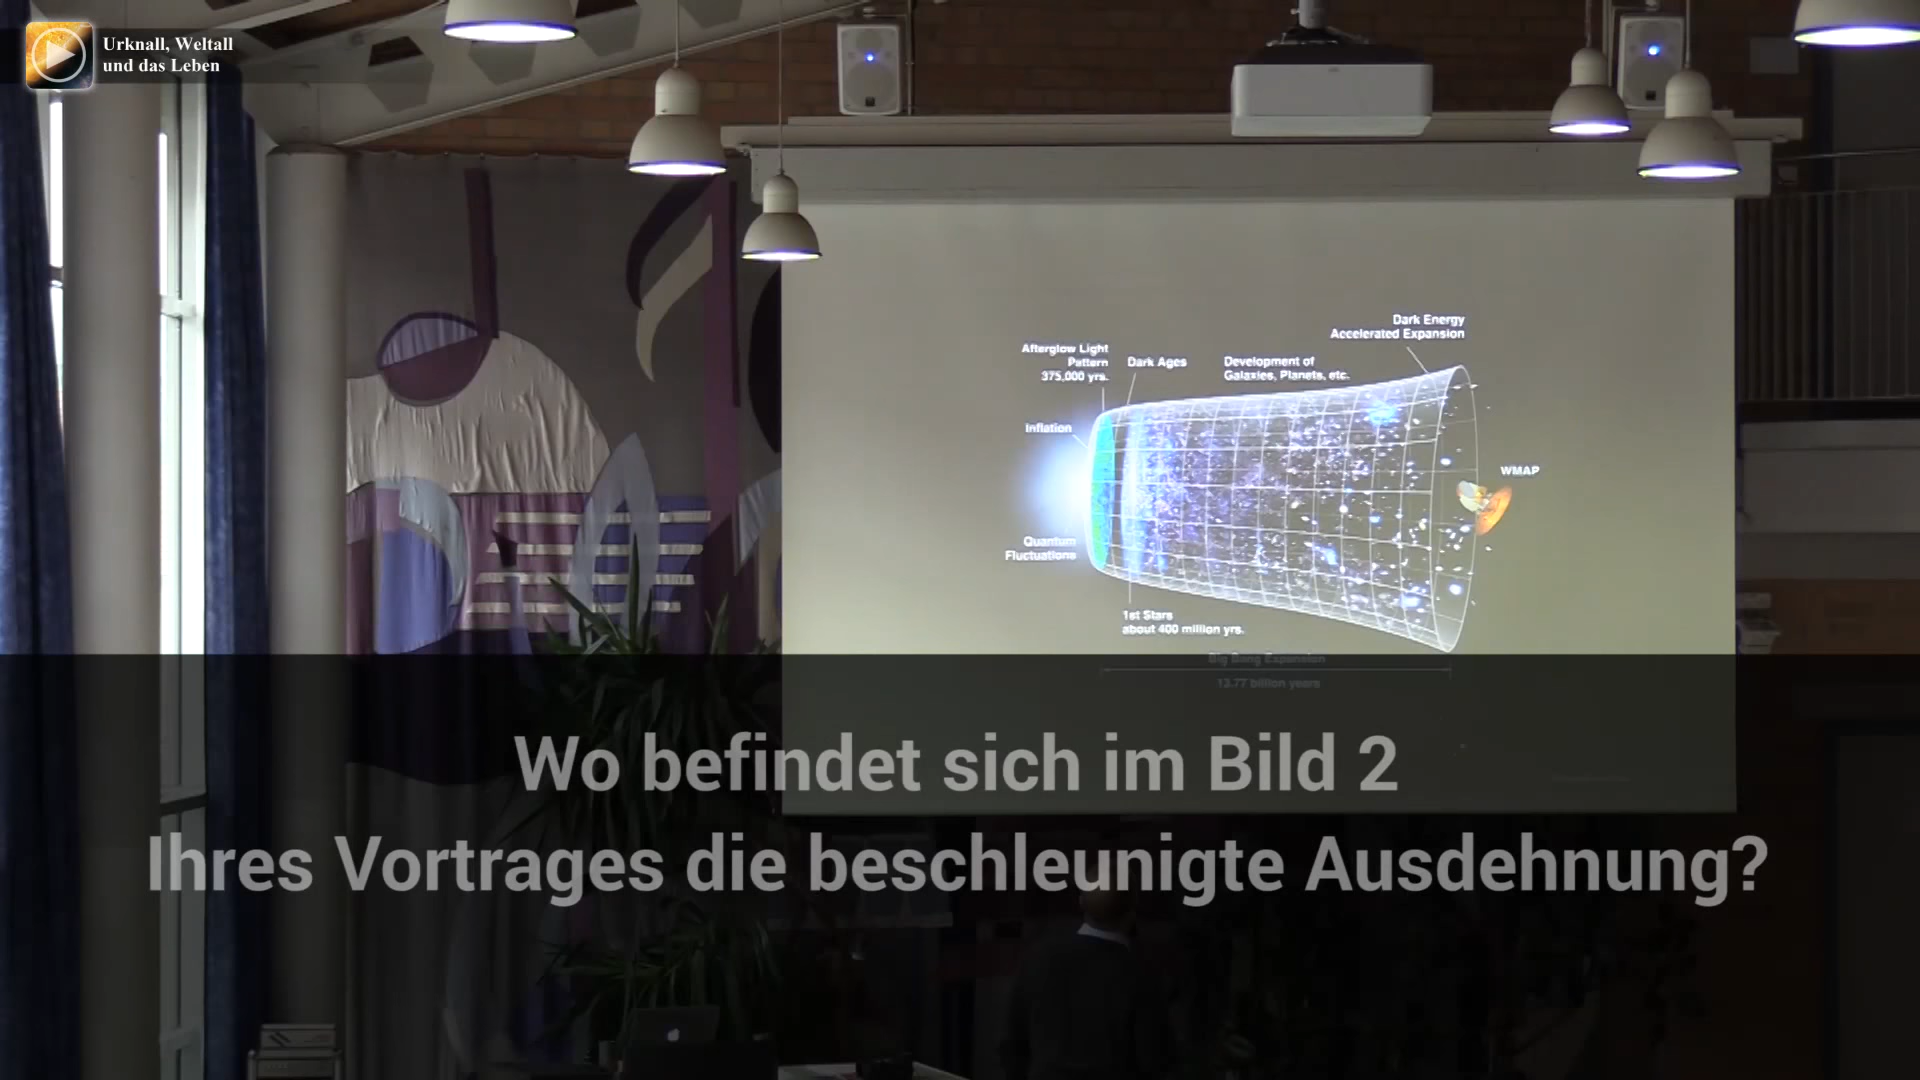 Urknall, Weltall
und das Leben
Dark Energy
Accelerated Expansion
Afterglow Light
Pattern
375,000 yrs.
Dark Ages
Development of
Galaxies, Planets, etc.
Inflation
WMAP
Quantum
Fluctuations
1st Stars
about 400 million yrs.
Big Bang Expansion
13.77 billion years
Wo befindet sich im Bild 2
Ihres Vortrages die beschleunigte Ausdehnung?